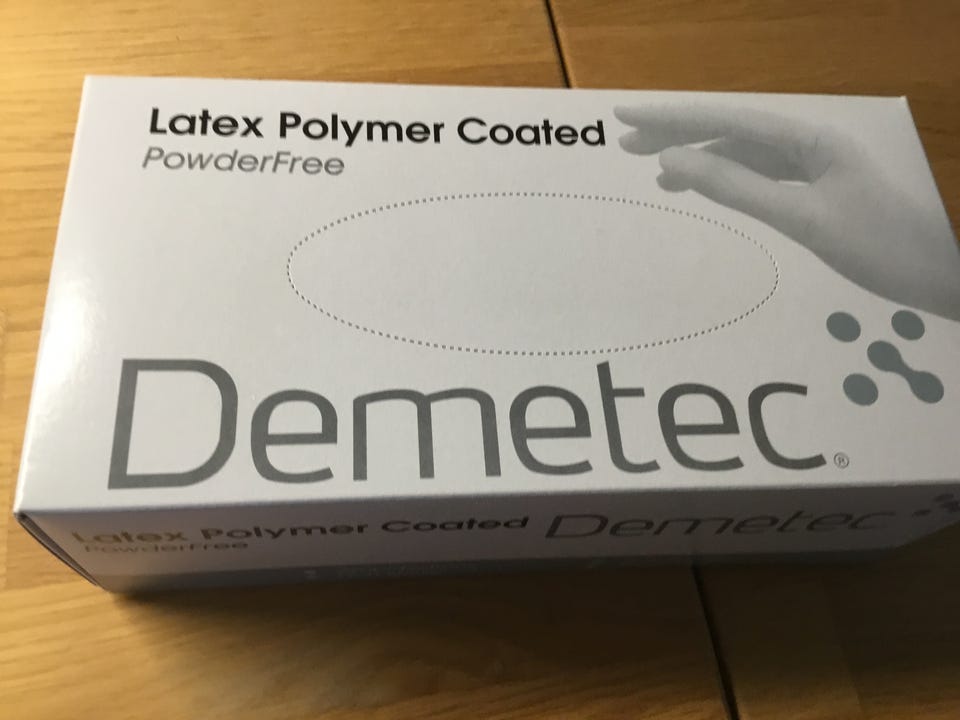 Latex Polymer Coated
PowderFree
Demetec®
Latex Polymer Coated Demetec
PowderFree